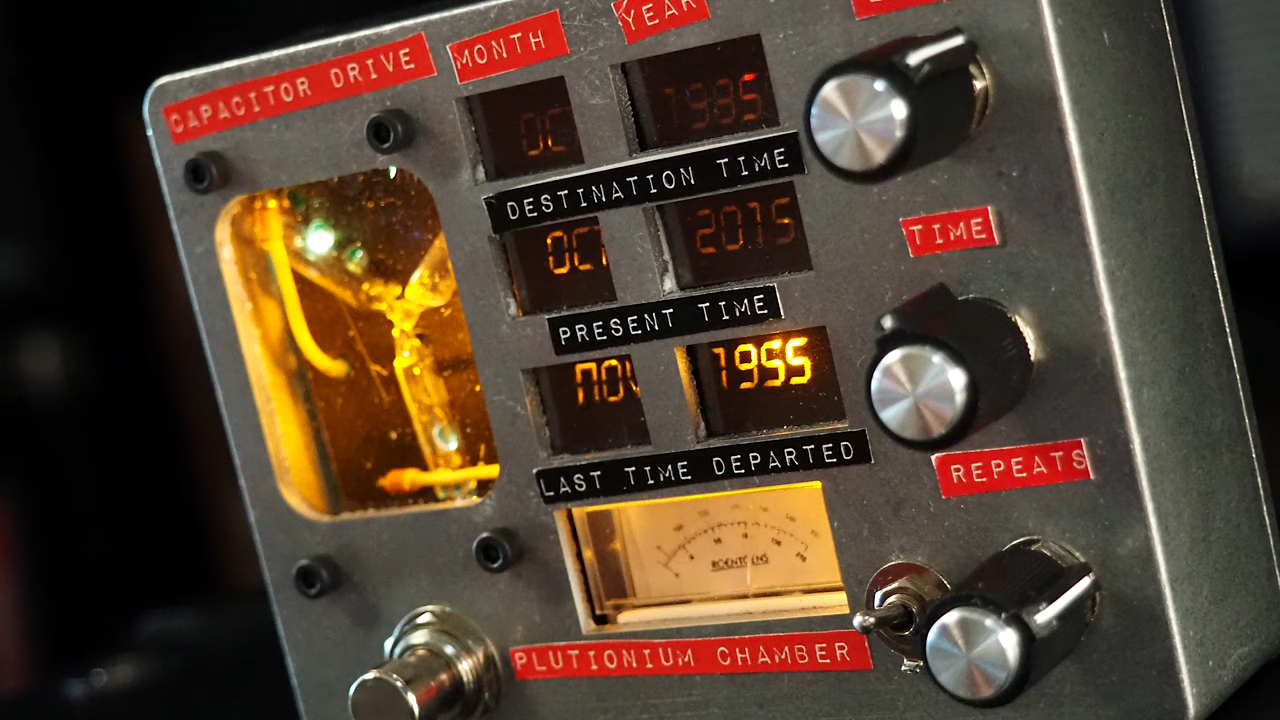 CAPACITOR DRIVE
MONTH
YEAR
OC
1985
DESTINATION TIME
TIME
OCT
2015
PRESENT TIME
NOV
1955
REPEATS
LAST TIME DEPARTED
ROENTGENS
PLUTIONIUM CHAMBER